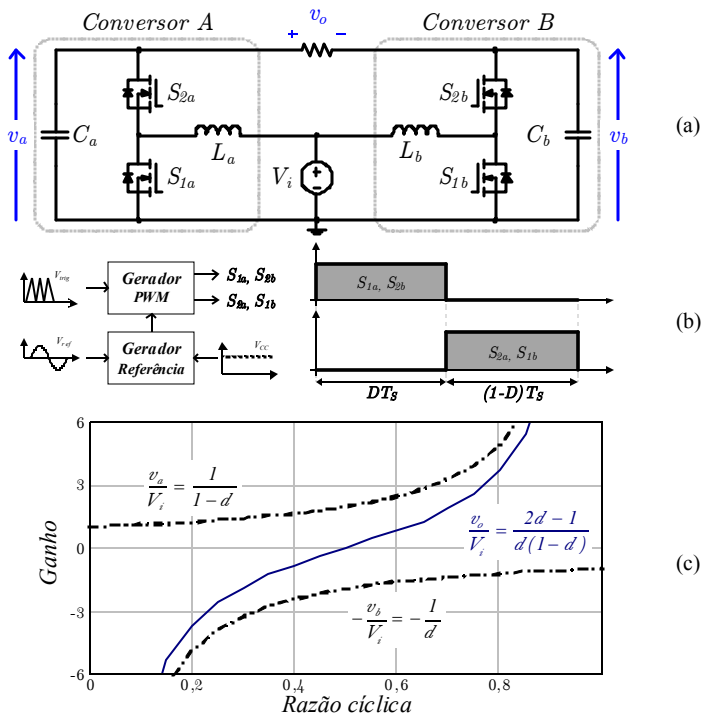 Conversor A
v_o
Conversor B
+ −
S_2a
S_2b
v_a
C_a
L_a
L_b
C_b
v_b
(a)
S_1a
V_i
+
−
S_1b
V_trig
Gerador
PWM
S_1a, S_2b
S_2a, S_1b
S_1a, S_2b
(b)
V_ref
Gerador
Referência
V_CC
S_2a, S_1b
DT_S
(1-D)T_S
6
3
0
-3
-6
Ganho
v_a/V_i = 1/(1 − d)
v_o/V_i = (2d − 1)/(d(1 − d))
(c)
−v_b/V_i = −1/d
0
0,2
0,4
0,6
0,8
Razão cíclica